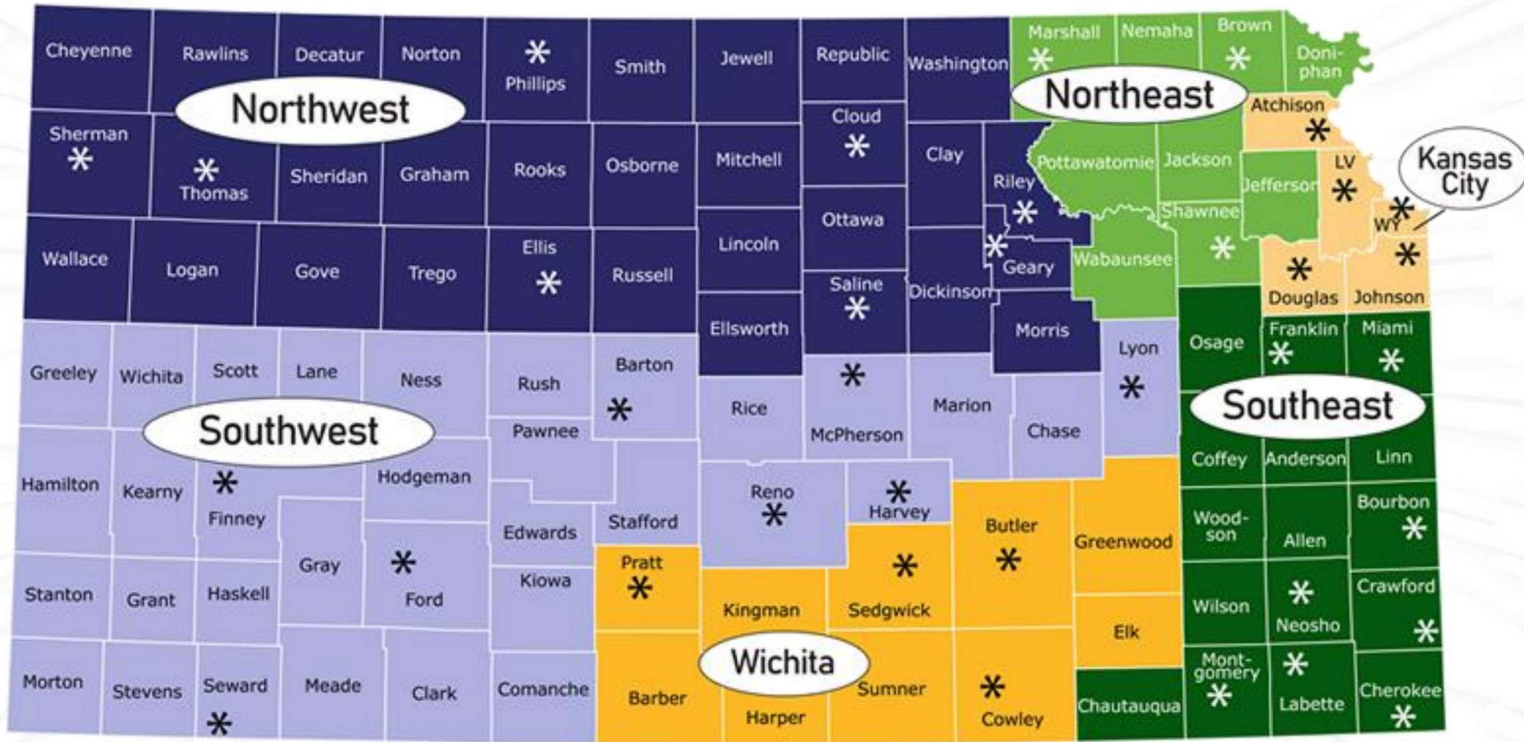 Cheyenne
Rawlins
Decatur
Norton
*
Phillips
Smith
Jewell
Republic
Washington
Marshall
*
Nemaha
Brown
*
Doni-
phan
Northwest
Northeast
Sherman
*
*
Thomas
Sheridan
Graham
Rooks
Osborne
Mitchell
Cloud
*
Clay
Riley
*
Pottawatomie
Jackson
Atchison
*
Jefferson
LV
*
Kansas
City
Wallace
Logan
Gove
Trego
Ellis
*
Russell
Lincoln
Ottawa
Saline
*
Dickinson
*
Geary
Wabaunsee
Shawnee
*
*
WY
*
Douglas
*
Johnson
Ellsworth
Morris
Greeley
Wichita
Scott
Lane
Ness
Rush
Barton
*
Rice
*
McPherson
Marion
Chase
Lyon
*
Osage
Franklin
*
Miami
*
Southwest
Southeast
Hamilton
Kearny
*
Finney
Hodgeman
Pawnee
Edwards
Stafford
Reno
*
*
Harvey
Butler
*
Greenwood
Coffey
Anderson
Linn
Wood-
son
Allen
Bourbon
*
Stanton
Grant
Haskell
Gray
*
Ford
Kiowa
Pratt
*
Kingman
*
Sedgwick
Elk
Wilson
*
Neosho
Crawford
*
Wichita
Morton
Stevens
Seward
*
Meade
Clark
Comanche
Barber
Harper
Sumner
*
Cowley
Chautauqua
Mont-
gomery
*
*
Labette
Cherokee
*